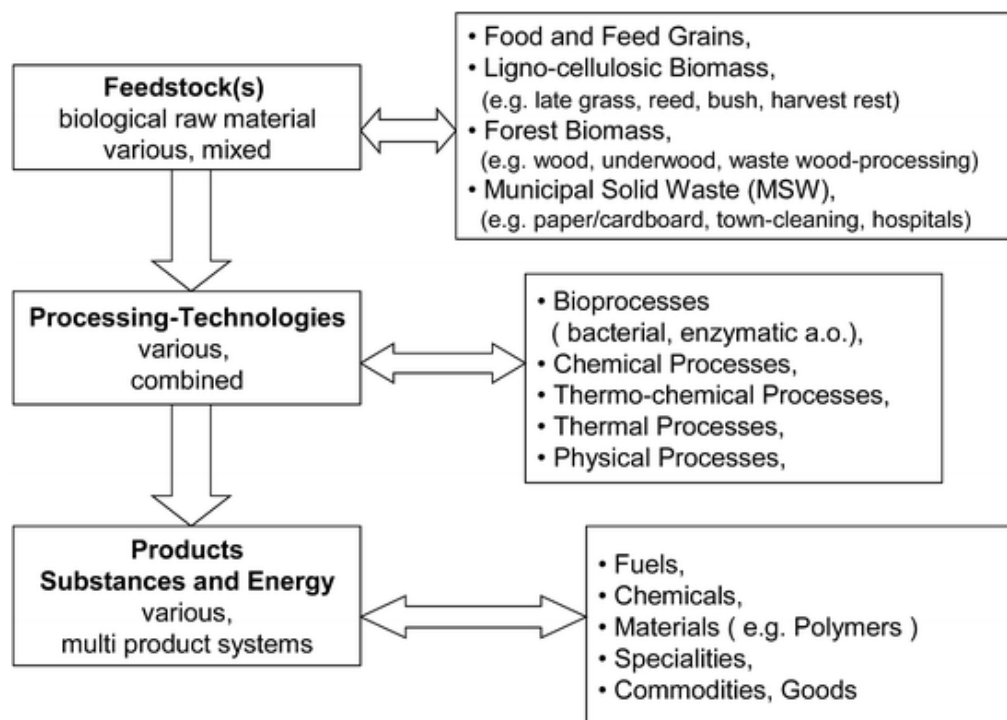 Feedstock(s)
biological raw material
various, mixed
• Food and Feed Grains,
• Ligno-cellulosic Biomass,
(e.g. late grass, reed, bush, harvest rest)
• Forest Biomass,
(e.g. wood, underwood, waste wood-processing)
• Municipal Solid Waste (MSW),
(e.g. paper/cardboard, town-cleaning, hospitals)
Processing-Technologies
various,
combined
• Bioprocesses
( bacterial, enzymatic a.o.),
• Chemical Processes,
• Thermo-chemical Processes,
• Thermal Processes,
• Physical Processes,
Products
Substances and Energy
various,
multi product systems
• Fuels,
• Chemicals,
• Materials ( e.g. Polymers )
• Specialities,
• Commodities, Goods